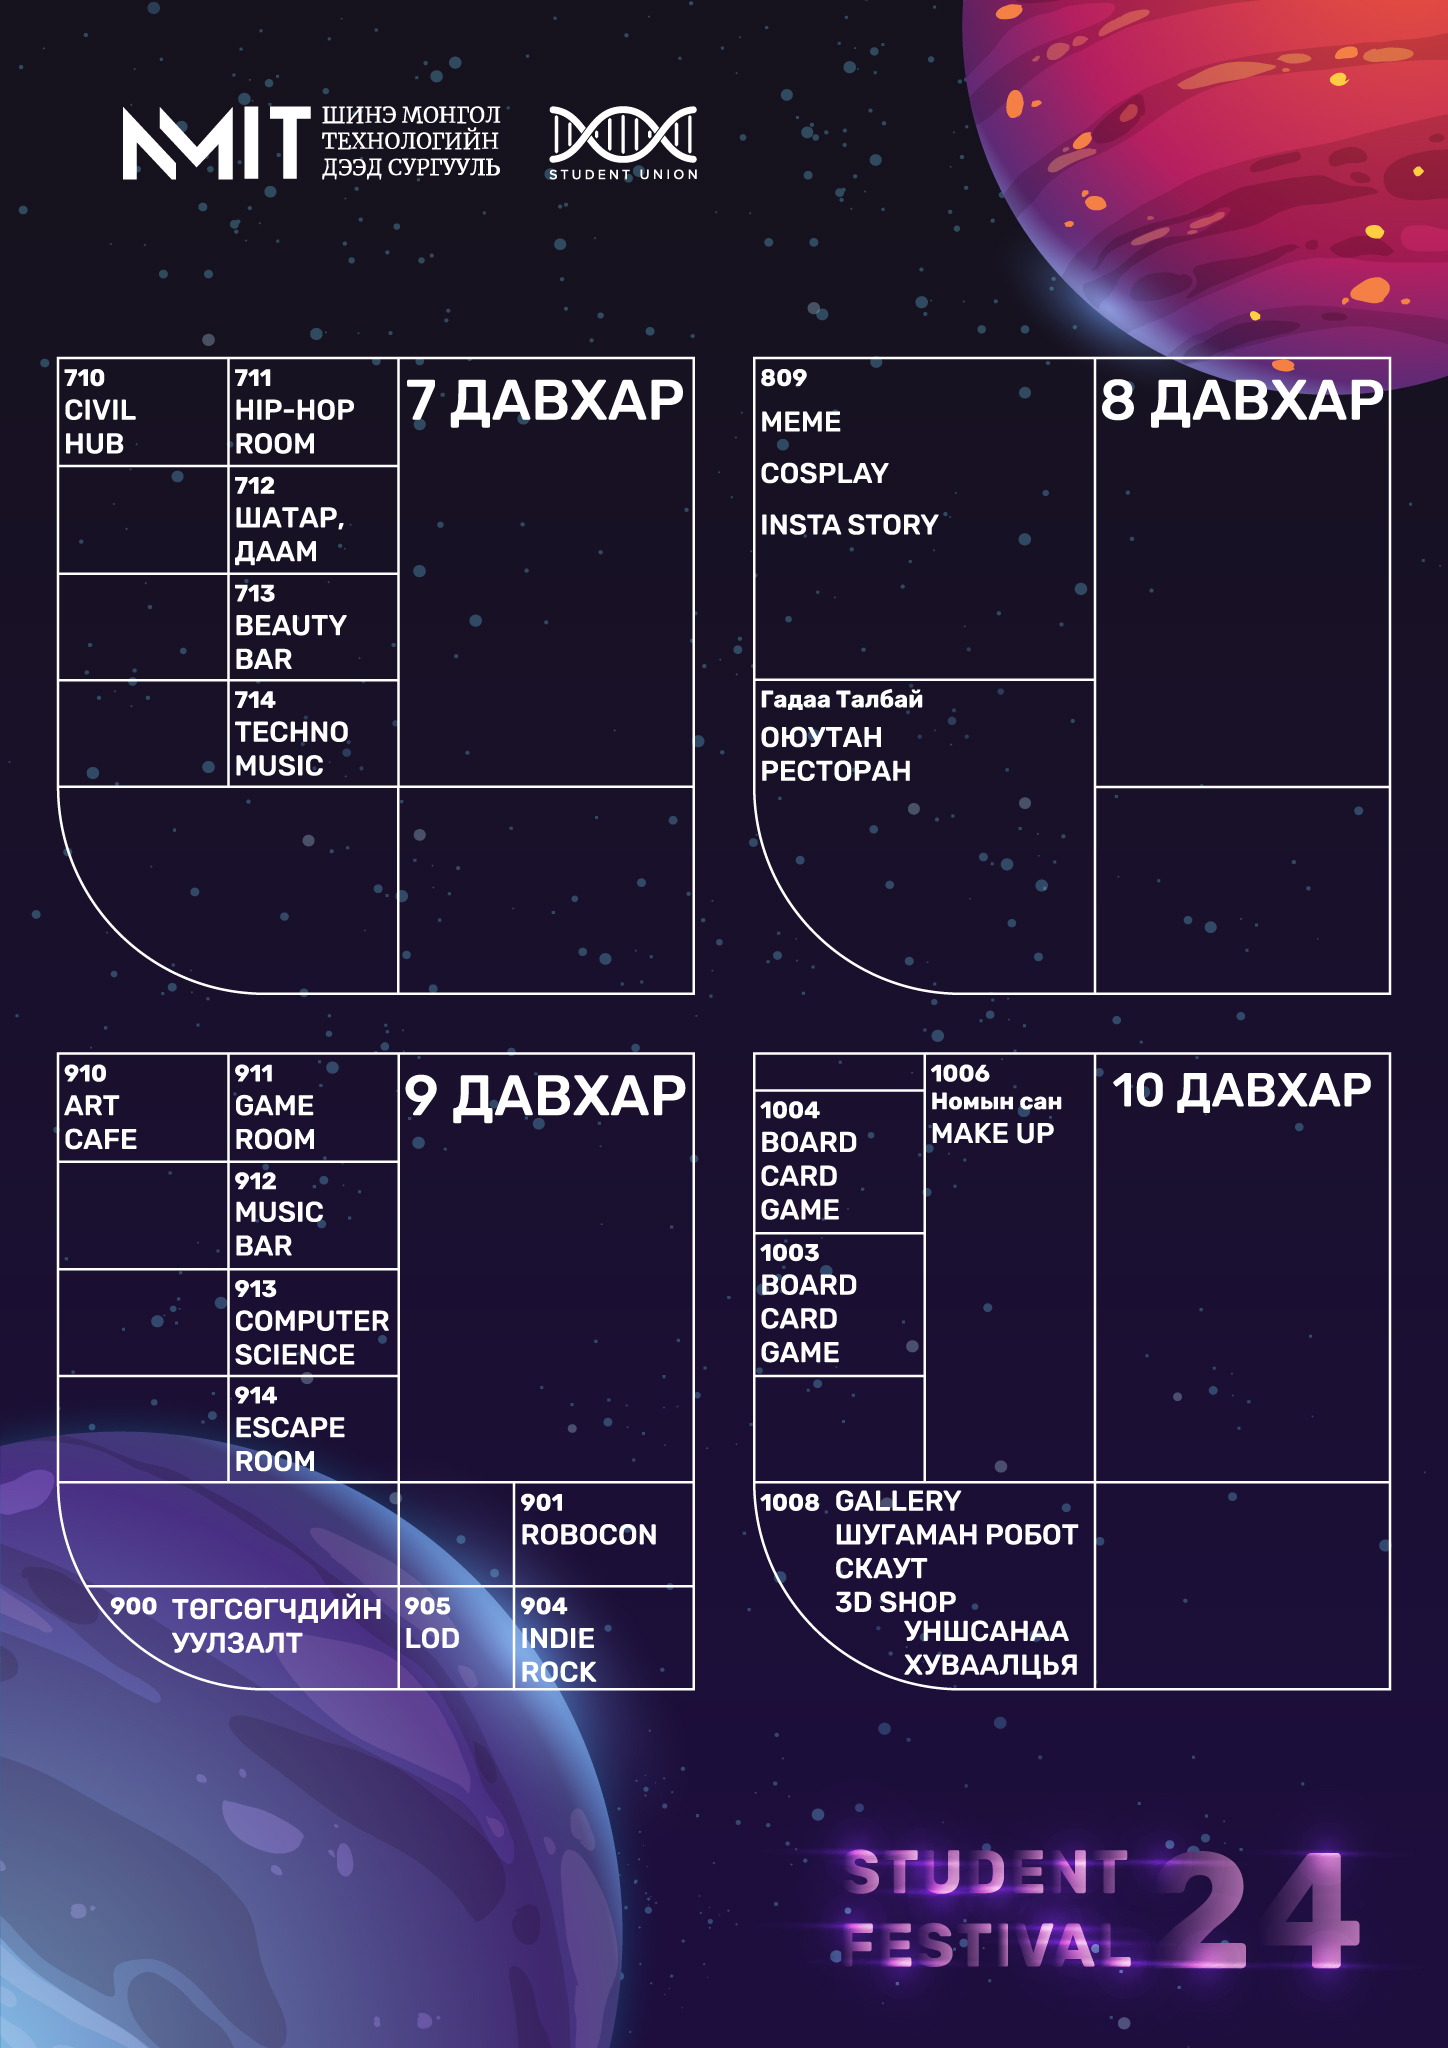 NMIT
ШИНЭ МОНГОЛ
ТЕХНОЛОГИЙН
ДЭЭД СУРГУУЛЬ
STUDENT UNION
7 ДАВХАР
710
CIVIL
HUB
711
HIP-HOP
ROOM
712
ШАТАР,
ДААМ
713
BEAUTY
BAR
714
TECHNO
MUSIC
8 ДАВХАР
809
MEME
COSPLAY
INSTA STORY
Гадаа Талбай
ОЮУТАН
РЕСТОРАН
9 ДАВХАР
910
ART
CAFE
911
GAME
ROOM
912
MUSIC
BAR
913
COMPUTER
SCIENCE
914
ESCAPE
ROOM
901
ROBOCON
900 ТӨГСӨГЧДИЙН
УУЛЗАЛТ
905
LOD
904
INDIE
ROCK
10 ДАВХАР
1004
BOARD
CARD
GAME
1003
BOARD
CARD
GAME
1006
Номын сан
MAKE UP
1008 GALLERY
ШУГАМАН РОБОТ
СКАУТ
3D SHOP
УНШСАНАА
ХУВААЛЦЬЯ
STUDENT
FESTIVAL 24